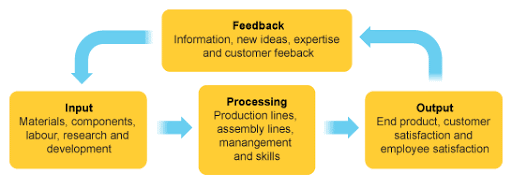 Feedback
Information, new ideas, expertise
and customer feeback
Input
Materials, components,
labour, research and
development
Processing
Production lines,
assembly lines,
manangement
and skills
Output
End product, customer
satisfaction and
employee satisfaction